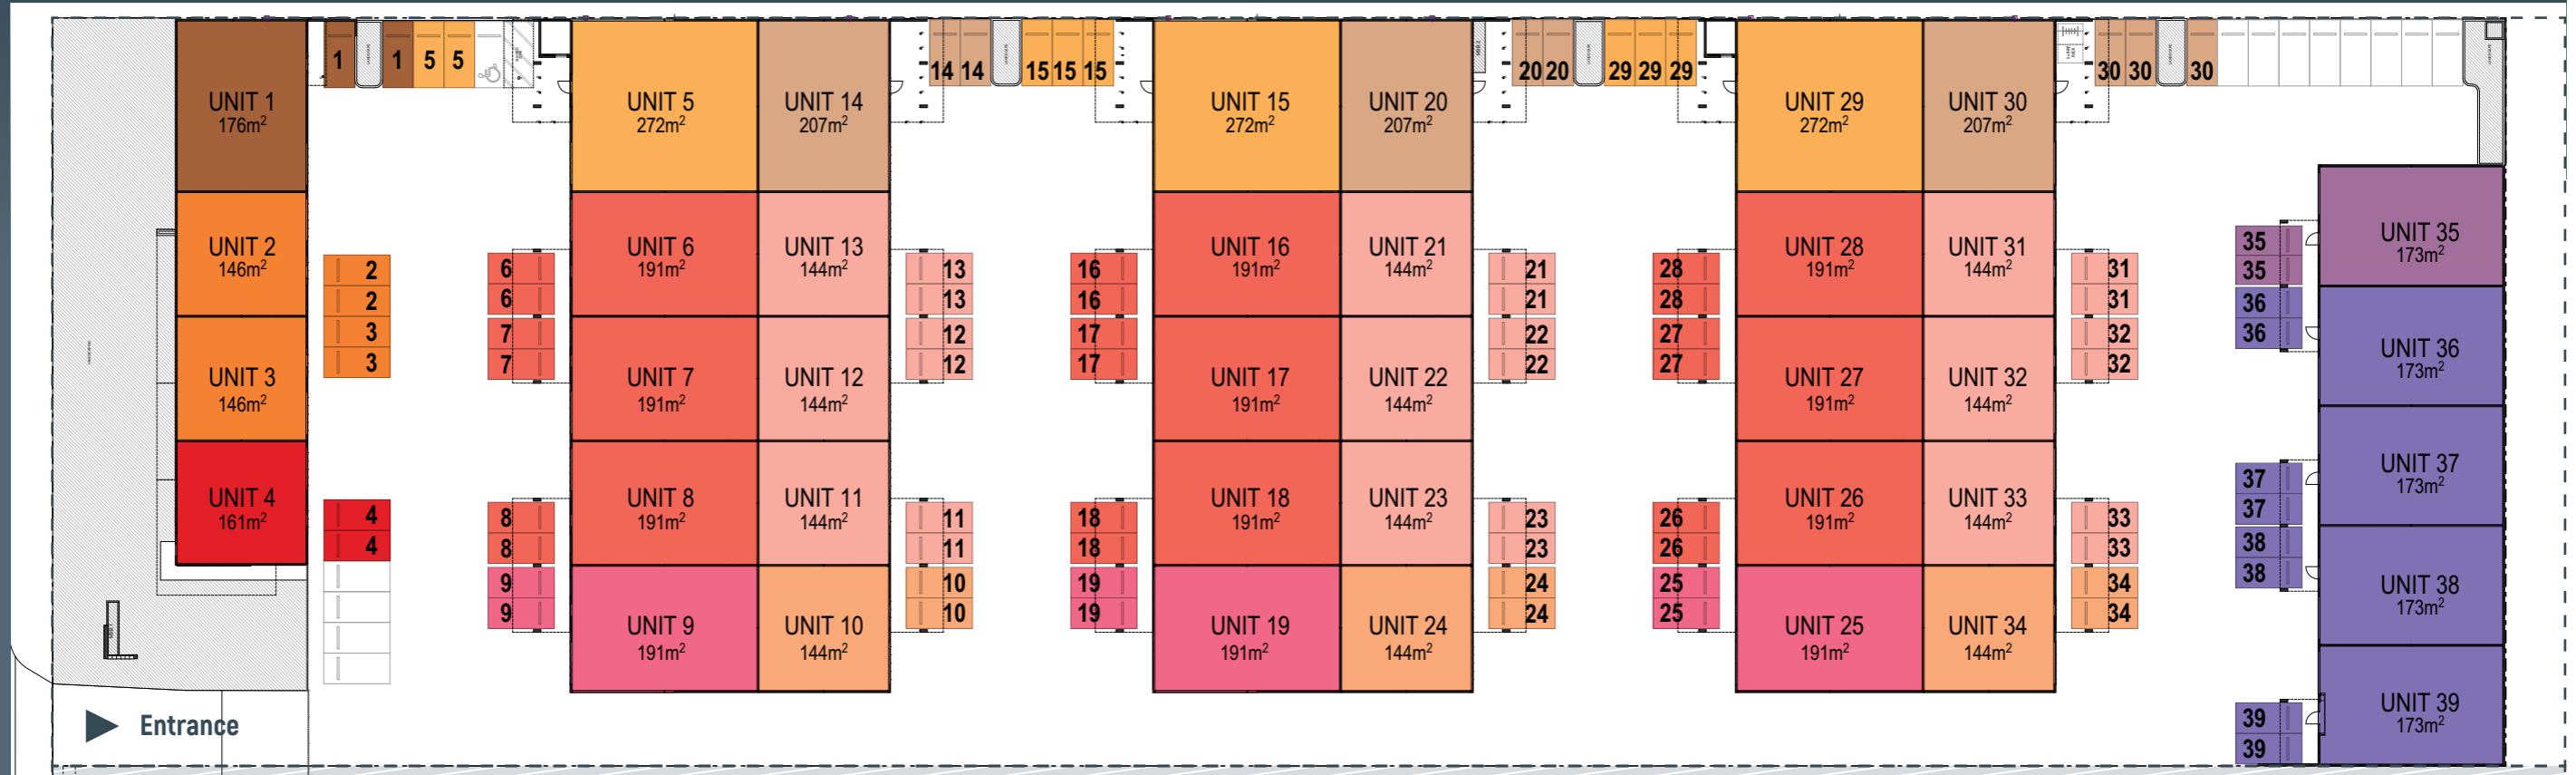 1
1
5
5
14
14
15
15
15
20
20
29
29
29
30
30
30
UNIT 1
176m²
UNIT 2
146m²
UNIT 3
146m²
UNIT 4
161m²
2
2
3
3
4
4
6
6
7
7
8
8
9
9
UNIT 5
272m²
UNIT 14
207m²
UNIT 6
191m²
UNIT 13
144m²
UNIT 7
191m²
UNIT 12
144m²
UNIT 8
191m²
UNIT 11
144m²
UNIT 9
191m²
UNIT 10
144m²
13
13
12
12
11
11
10
10
16
16
17
17
18
18
19
19
UNIT 15
272m²
UNIT 20
207m²
UNIT 16
191m²
UNIT 21
144m²
UNIT 17
191m²
UNIT 22
144m²
UNIT 18
191m²
UNIT 23
144m²
UNIT 19
191m²
UNIT 24
144m²
21
21
22
22
23
23
24
24
28
28
27
27
26
26
25
25
UNIT 29
272m²
UNIT 30
207m²
UNIT 28
191m²
UNIT 31
144m²
UNIT 27
191m²
UNIT 32
144m²
UNIT 26
191m²
UNIT 33
144m²
UNIT 25
191m²
UNIT 34
144m²
31
31
32
32
33
33
34
34
35
35
36
36
37
37
38
38
39
39
UNIT 35
173m²
UNIT 36
173m²
UNIT 37
173m²
UNIT 38
173m²
UNIT 39
173m²
Entrance